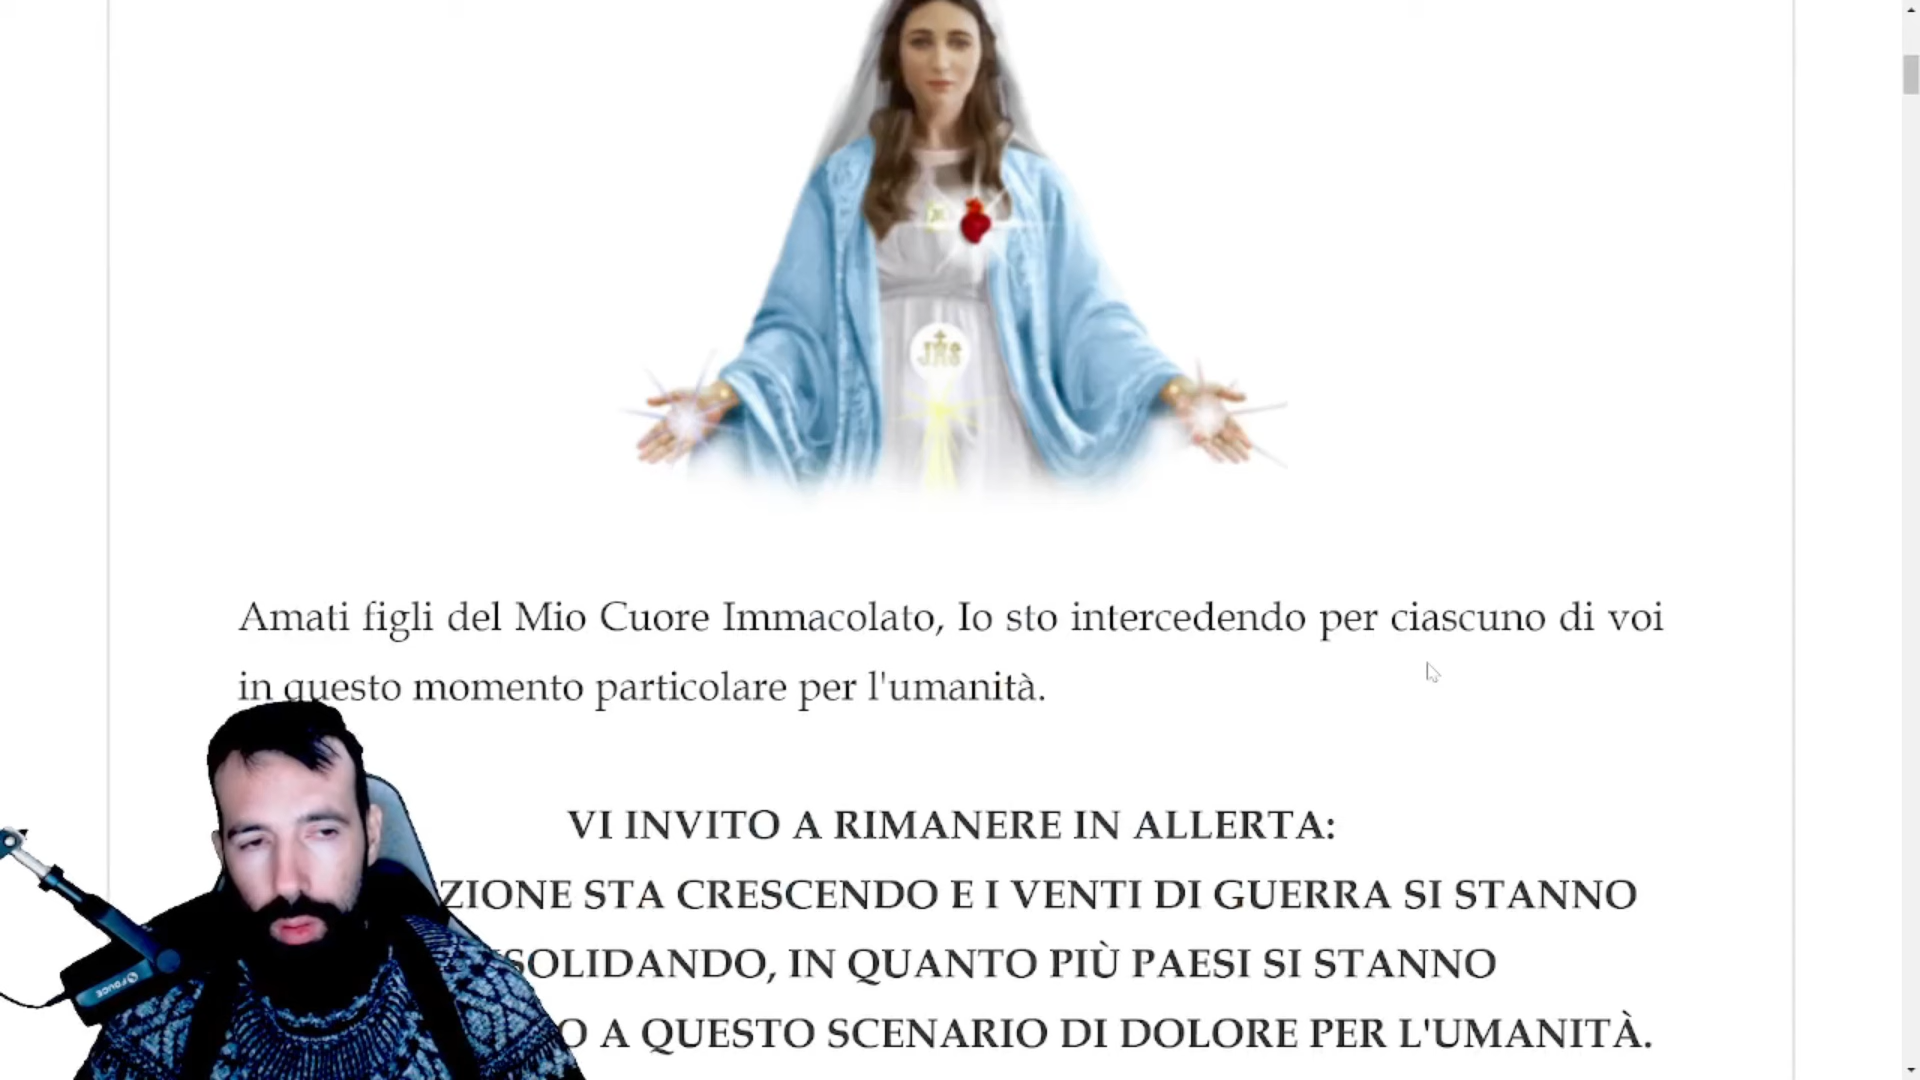 JHS
Amati figli del Mio Cuore Immacolato, Io sto intercedendo per ciascuno di voi
in questo momento particolare per l'umanità.
VI INVITO A RIMANERE IN ALLERTA:
STA CRESCENDO E I VENTI DI GUERRA SI STANNO
IN QUANTO PIÙ PAESI SI STANNO
A QUESTO SCENARIO DI DOLORE PER L'UMANITÀ.